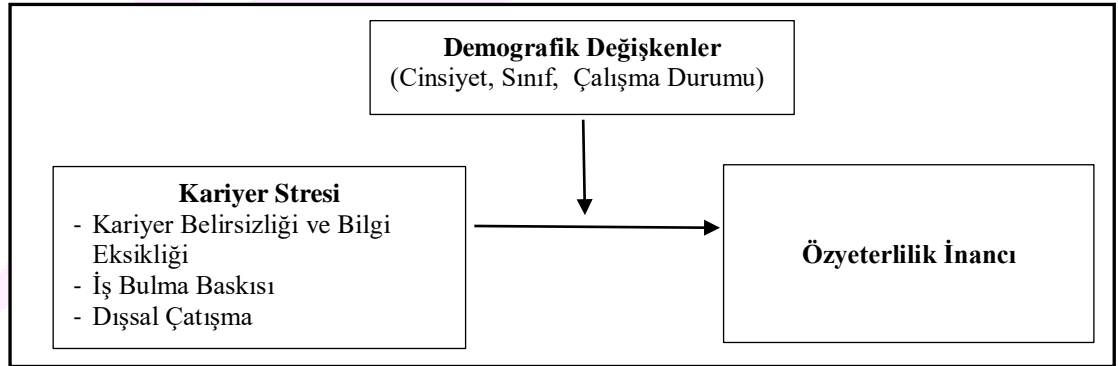 Demografik Değişkenler
(Cinsiyet, Sınıf, Çalışma Durumu)
Kariyer Stresi
- Kariyer Belirsizliği ve Bilgi
Eksikliği
- İş Bulma Baskısı
- Dışsal Çatışma
Özyeterlilik İnancı